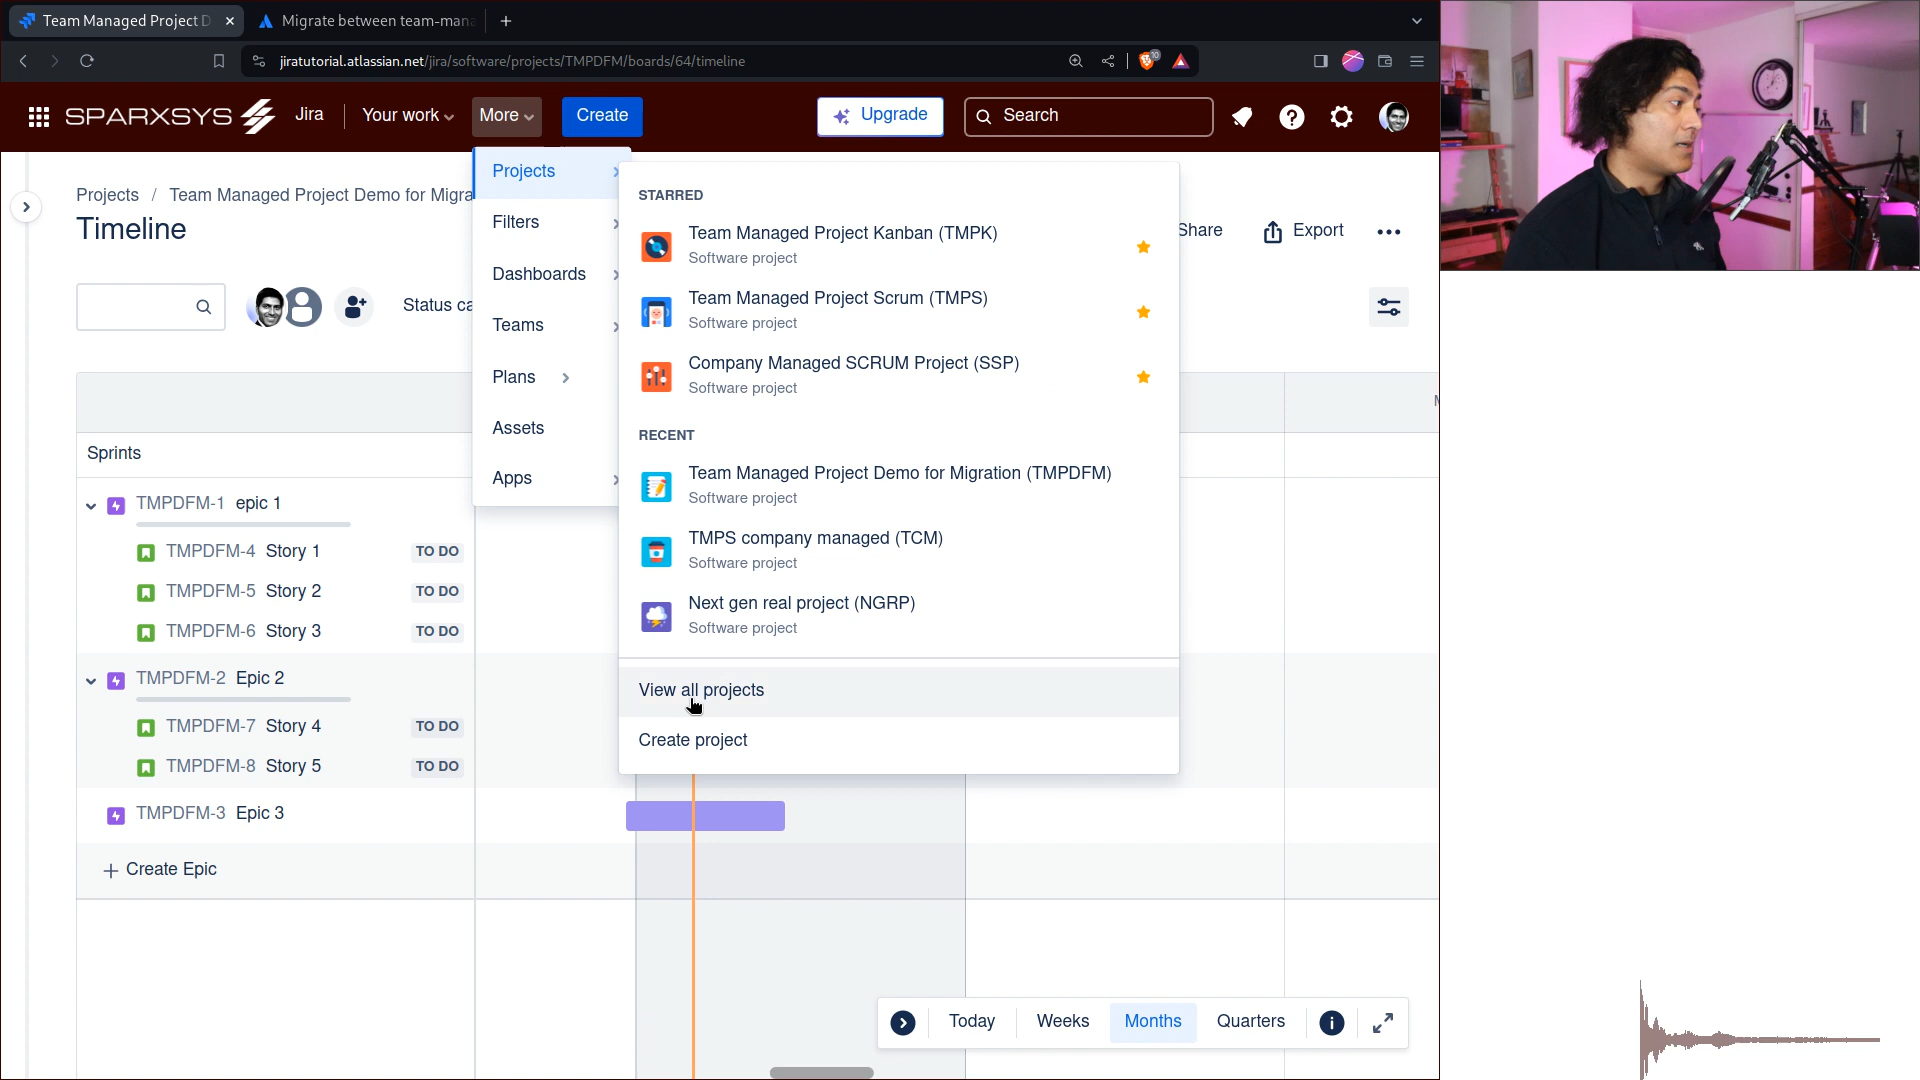 Team Managed Project D
Migrate between team-mana
jiratutorial.atlassian.net/jira/software/projects/TMPDFM/boards/64/timeline
10
SPARXSYS
Jira
Your work
More
Create
Upgrade
Search
Projects / Team Managed Project Demo for Migra
Timeline
Share
Export
Status ca
Projects
Filters
Dashboards
Teams
Plans
Assets
Apps
STARRED
Team Managed Project Kanban (TMPK)
Software project
Team Managed Project Scrum (TMPS)
Software project
Company Managed SCRUM Project (SSP)
Software project
RECENT
Team Managed Project Demo for Migration (TMPDFM)
Software project
TMPS company managed (TCM)
Software project
Next gen real project (NGRP)
Software project
View all projects
Create project
Sprints
TMPDFM-1 epic 1
TMPDFM-4 Story 1 TO DO
TMPDFM-5 Story 2 TO DO
TMPDFM-6 Story 3 TO DO
TMPDFM-2 Epic 2
TMPDFM-7 Story 4 TO DO
TMPDFM-8 Story 5 TO DO
TMPDFM-3 Epic 3
+ Create Epic
Today
Weeks
Months
Quarters